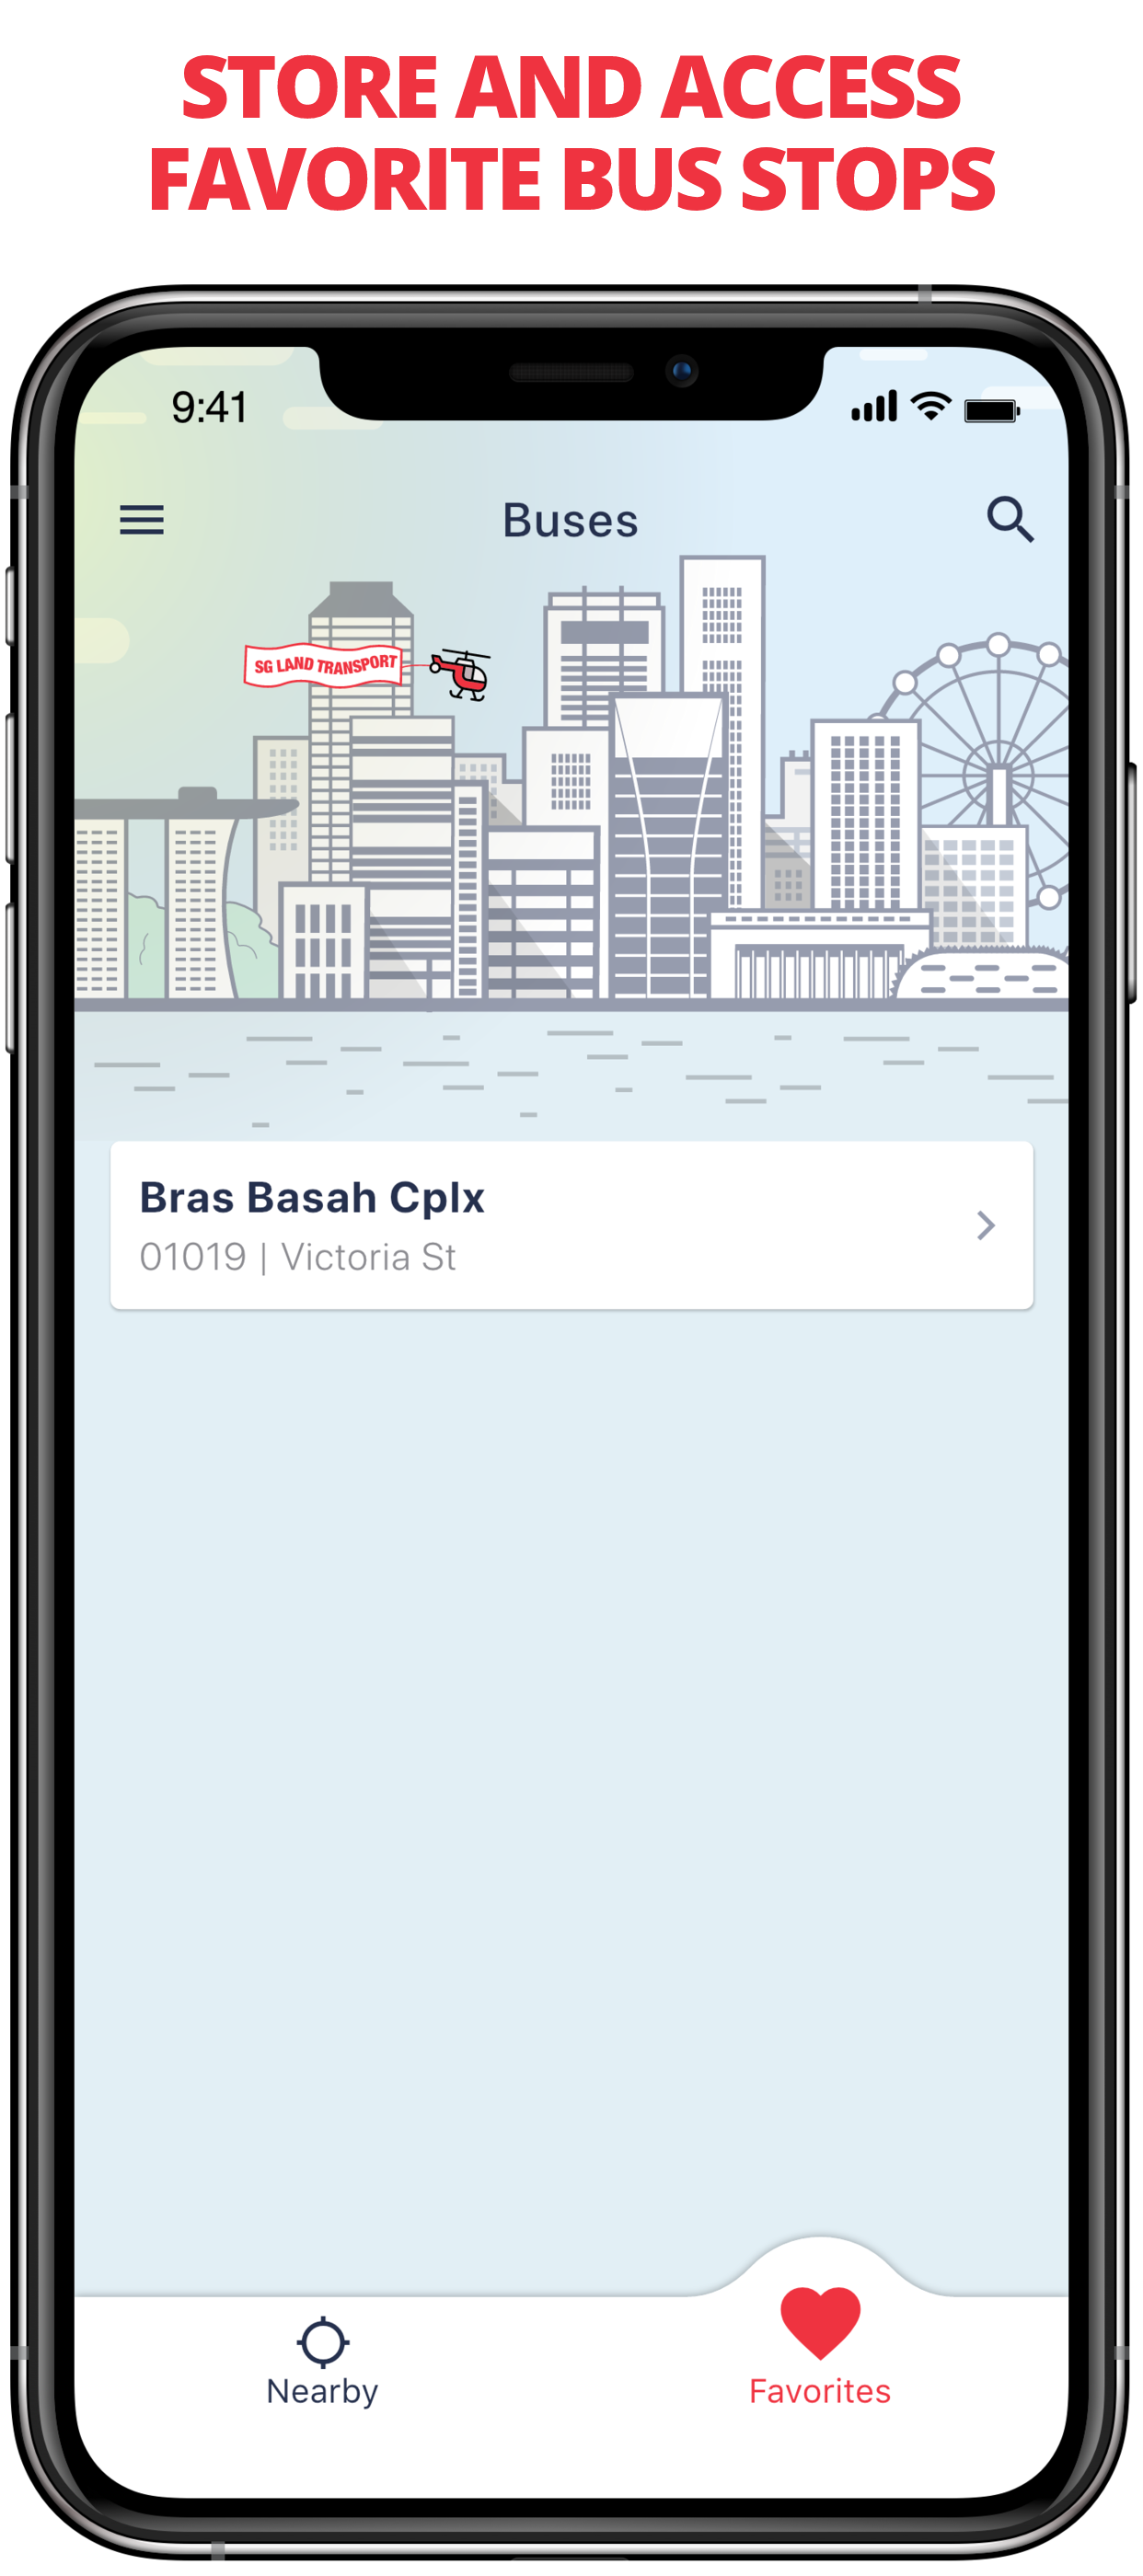 STORE AND ACCESS
FAVORITE BUS STOPS
9:41
Buses
SG LAND TRANSPORT
Bras Basah Cplx
01019 | Victoria St
Nearby
Favorites